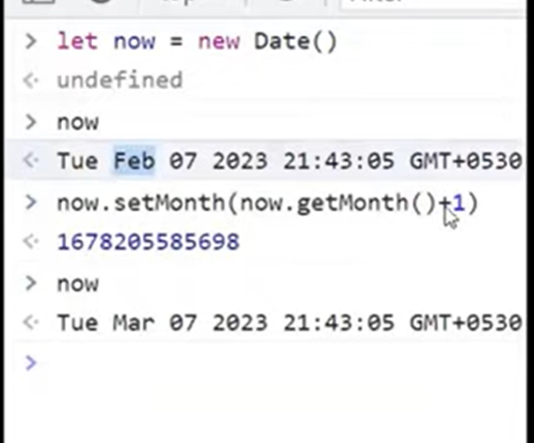 > let now = new Date()
<· undefined
> now
<· Tue Feb 07 2023 21:43:05 GMT+0530
> now.setMonth(now.getMonth()+1)
<· 1678205585698
> now
<· Tue Mar 07 2023 21:43:05 GMT+0530
>